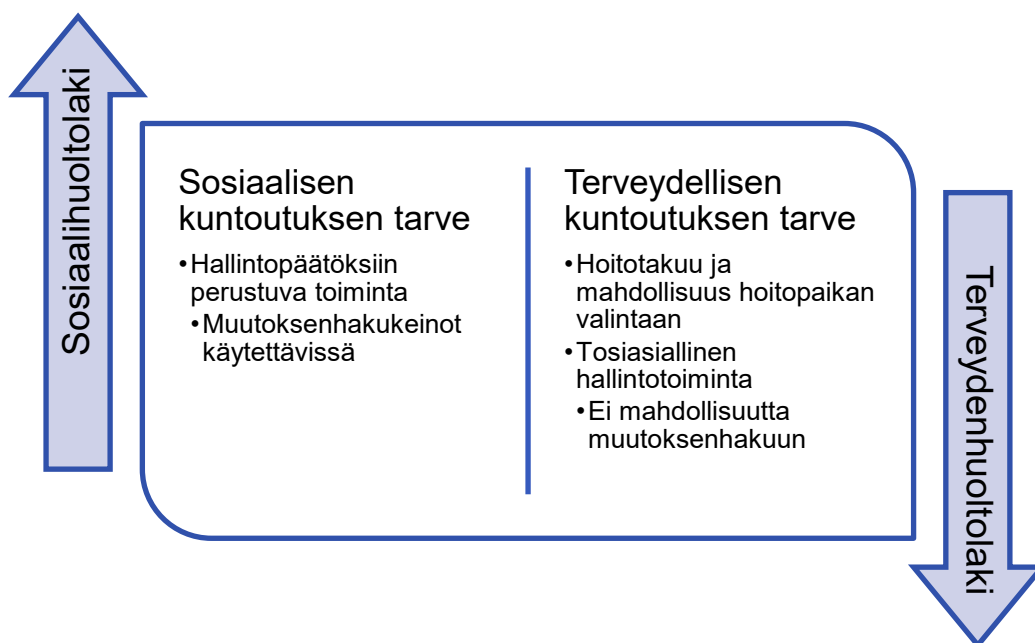 Sosiaalihuoltolaki
Sosiaalisen
kuntoutuksen tarve
•Hallintopäätöksiin
perustuva toiminta
•Muutoksenhakukeinot
käytettävissä
Terveydellisen
kuntoutuksen tarve
•Hoitotakuu ja
mahdollisuus hoitopaikan
valintaan
•Tosiasiallinen
hallintotoiminta
•Ei mahdollisuutta
muutoksenhakuun
Terveydenhuoltolaki